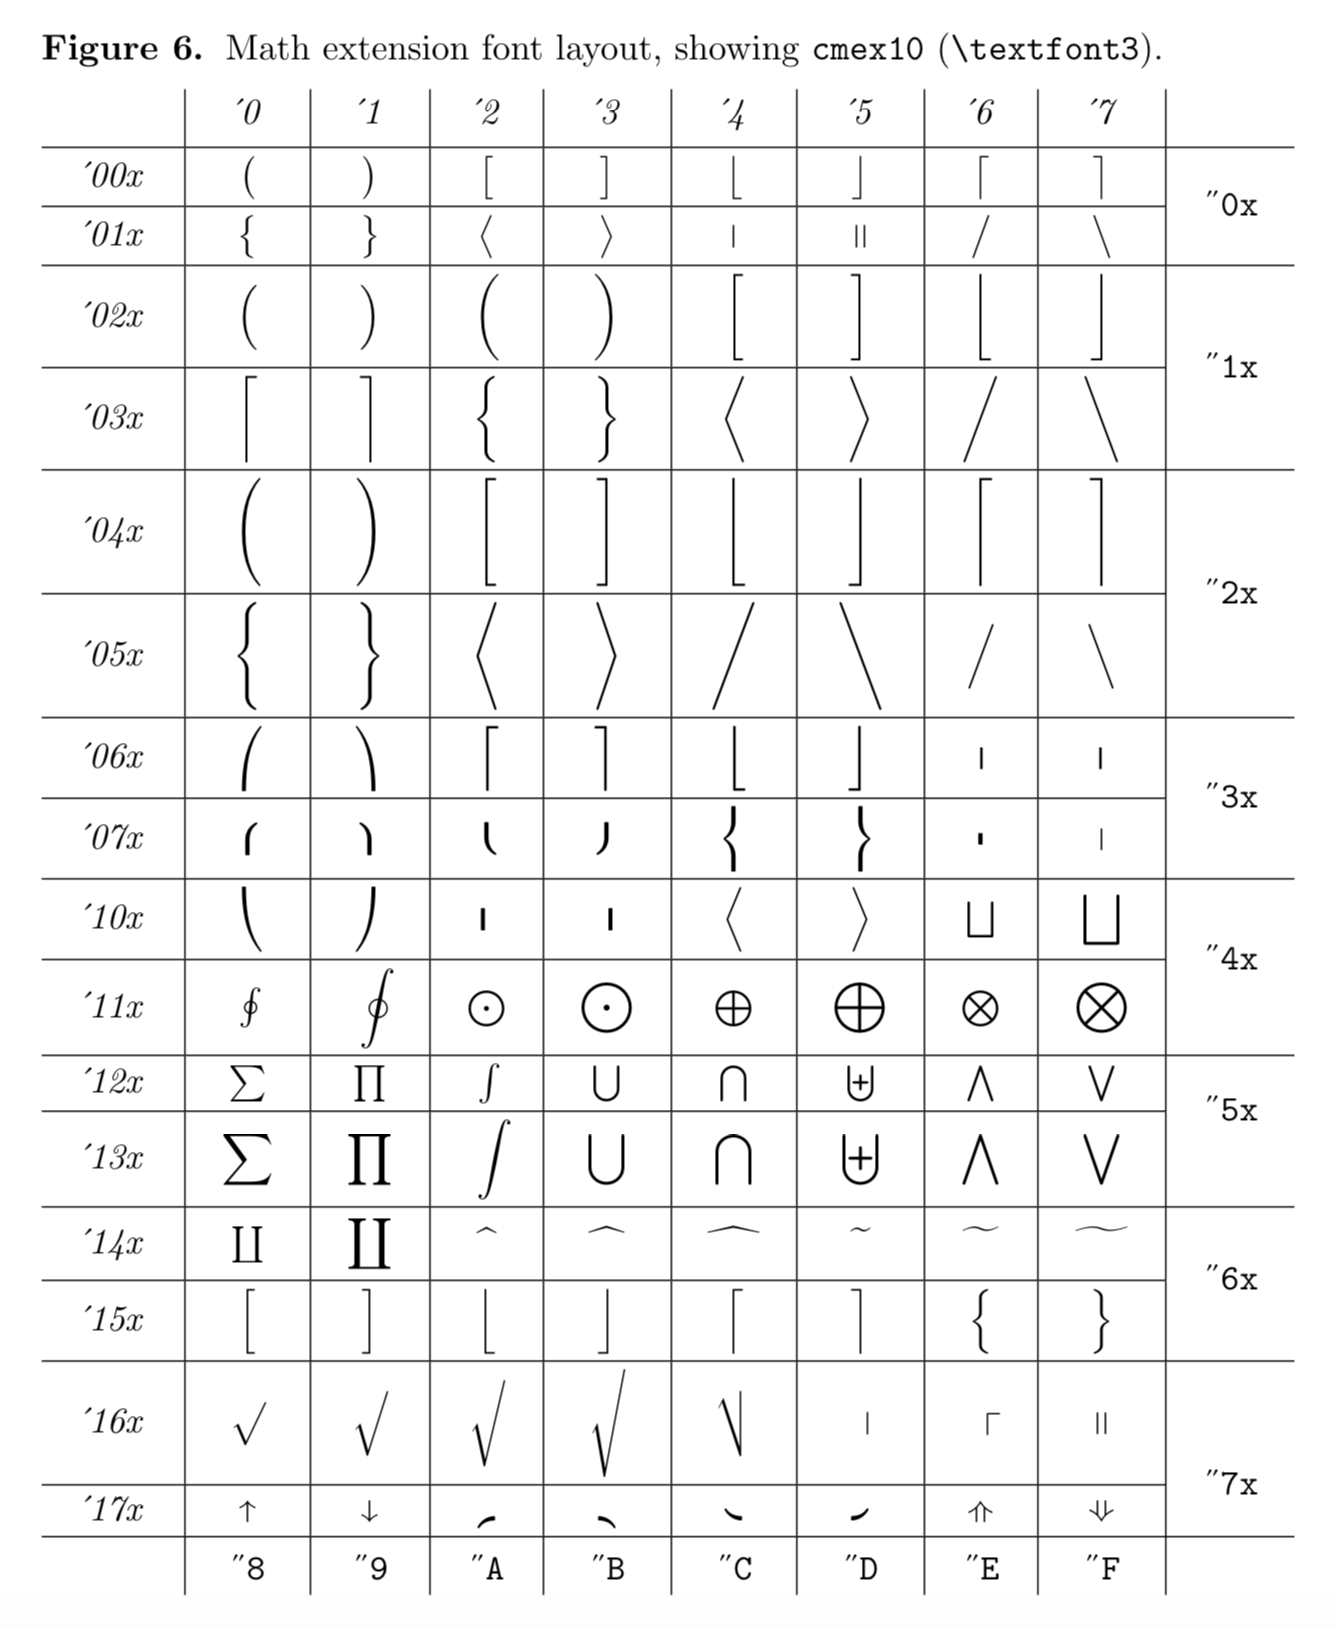 Figure 6. Math extension font layout, showing cmex10 (\textfont3).
´0 ´1 ´2 ´3 ´4 ´5 ´6 ´7
´00x ( ) [ ] ⌊ ⌋ ⌈ ⌉ ˝0x
´01x { } ⟨ ⟩ | ‖ / \
´02x ( ) ( ) [ ] ⌊ ⌋ ˝1x
´03x ⌈ ⌉ { } ⟨ ⟩ / \
´04x ( ) [ ] ⌊ ⌋ ⌈ ⌉ ˝2x
´05x { } ⟨ ⟩ / \ / \
´06x ⎛ ⎞ ⎡ ⎤ ⎣ ⎦ ⎢ ⎥ ˝3x
´07x ⎧ ⎫ ⎩ ⎭ ⎨ ⎬ ⎪ ⏐
´10x ⎝ ⎠ ⎜ ⎟ ⟨ ⟩ ⊔ ⊔ ˝4x
´11x ∮ ∮ ⊙ ⊙ ⊕ ⊕ ⊗ ⊗
´12x ∑ ∏ ∫ ⋃ ⋂ ⊎ ⋀ ⋁ ˝5x
´13x ∑ ∏ ∫ ⋃ ⋂ ⊎ ⋀ ⋁
´14x ∐ ∐ ^ ^ ^ ~ ~ ~ ˝6x
´15x [ ] ⌊ ⌋ ⌈ ⌉ { }
´16x √ √ √ √ ⎷ | ┌ ‖ ˝7x
´17x ↑ ↓ ⇑ ⇓
˝8 ˝9 ˝A ˝B ˝C ˝D ˝E ˝F